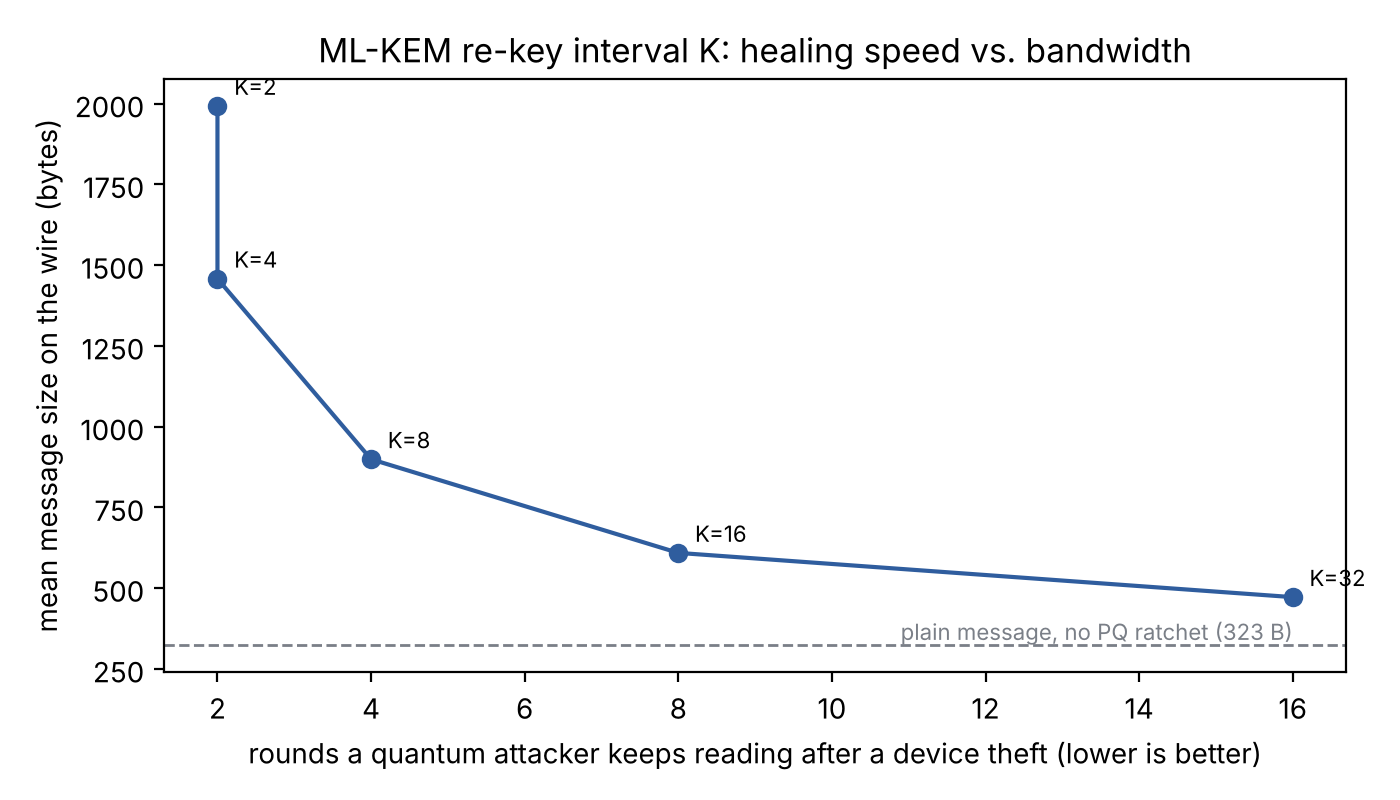 ML-KEM re-key interval K: healing speed vs. bandwidth
mean message size on the wire (bytes)
2000
1750
1500
1250
1000
750
500
250
K=2
K=4
K=8
K=16
K=32
plain message, no PQ ratchet (323 B)
2 4 6 8 10 12 14 16
rounds a quantum attacker keeps reading after a device theft (lower is better)